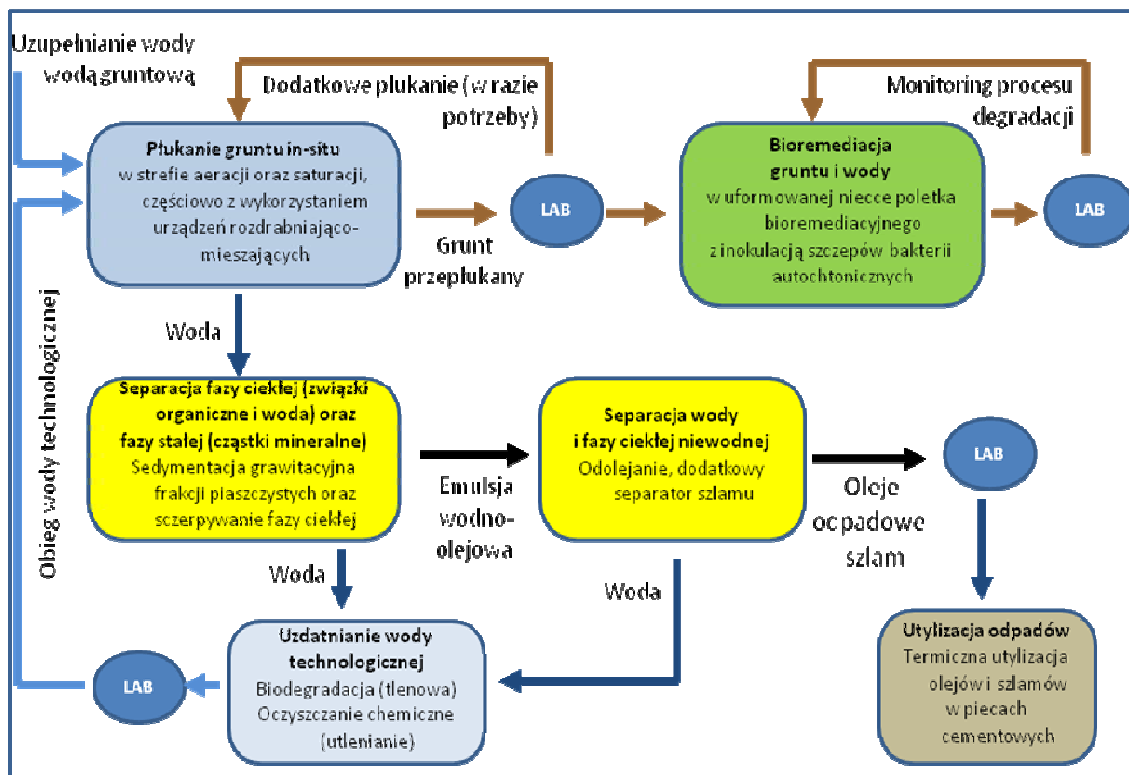 Uzupełnianie wody
wodą gruntową
Dodatkowe płukanie (w razie
potrzeby)
Monitoring procesu
degradacji
Płukanie gruntu in-situ
w strefie aeracji oraz saturacji,
częściowo z wykorzystaniem
urządzeń rozdrabniająco-
mieszających
LAB
Grunt
przepłukany
Bioremediacja
gruntu i wody
w uformowanej niecce poletka
bioremediacyjnego
z inokulacją szczepów bakterii
autochtonicznych
LAB
Obieg wody technologicznej
Woda
Separacja fazy ciekłej (związki
organiczne i woda) oraz
fazy stałej (cząstki mineralne)
Sedymentacja grawitacyjna
frakcji piaszczystych oraz
sczerpywanie fazy ciekłej
Emulsja
wodno-
olejowa
Separacja wody
i fazy ciekłej niewodnej
Odolejanie, dodatkowy
separator szlamu
Oleje
ocpadowe
szlam
LAB
Woda
Woda
LAB
Uzdatnianie wody
technologicznej
Biodegradacja (tlenowa)
Oczyszczanie chemiczne
(utlenianie)
Utylizacja odpadów
Termiczna utylizacja
olejów i szlamów
w piecach
cementowych